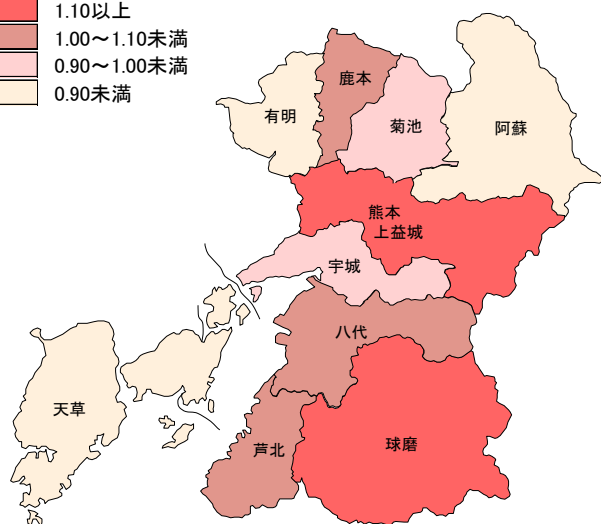 1.10以上
1.00～1.10未満
0.90～1.00未満
0.90未満
鹿本
有明
菊池
阿蘇
熊本
上益城
宇城
八代
天草
芦北
球磨